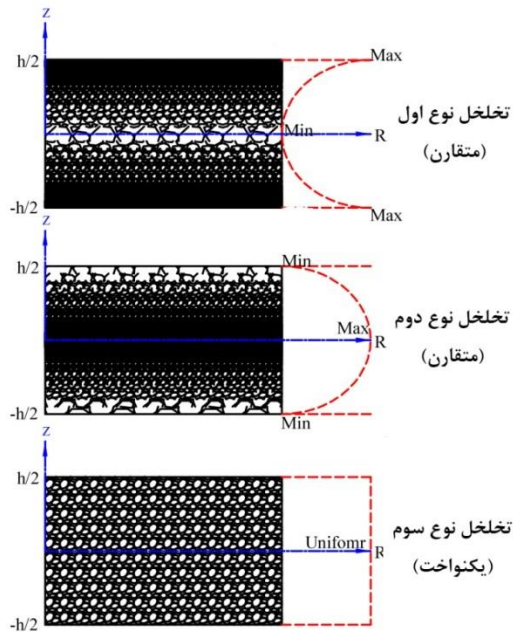 z
h/2
Max
Min
R
-h/2
Max
تخلخل نوع اول
(متقارن)
z
h/2
Min
Max
R
-h/2
Min
تخلخل نوع دوم
(متقارن)
z
h/2
Unifomr
R
-h/2
تخلخل نوع سوم
(یکنواخت)